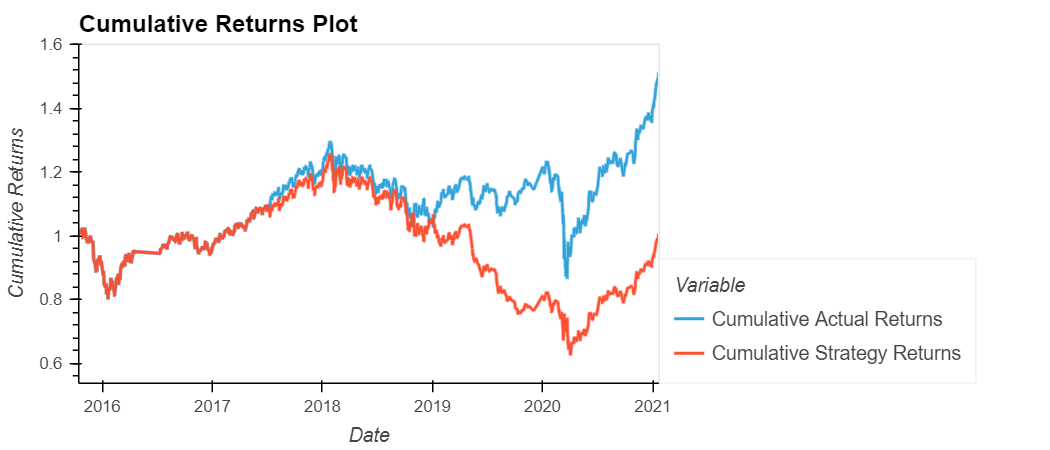 Cumulative Returns Plot
1.6
1.4
1.2
1
0.8
0.6
Cumulative Returns
2016 2017 2018 2019 2020 2021
Date
Variable
Cumulative Actual Returns
Cumulative Strategy Returns